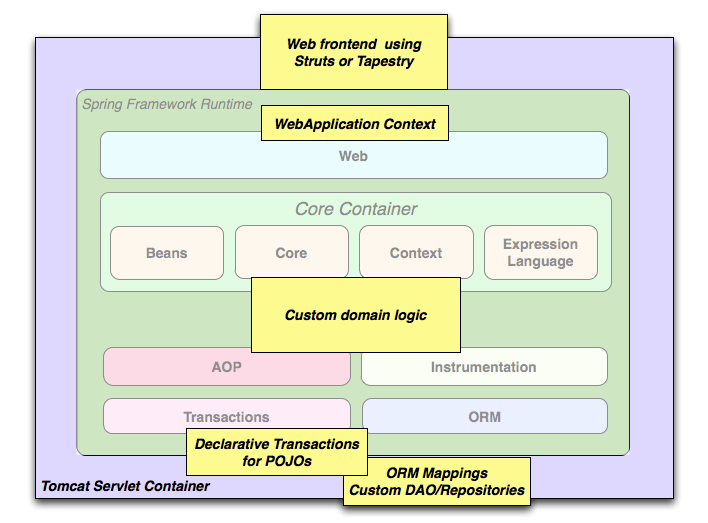 Web frontend using
Struts or Tapestry
Spring Framework Runtime
WebApplication Context
Web
Core Container
Beans
Core
Context
Expression
Language
Custom domain logic
AOP
Instrumentation
Transactions
ORM
Declarative Transactions
for POJOs
ORM Mappings
Custom DAO/Repositories
Tomcat Servlet Container